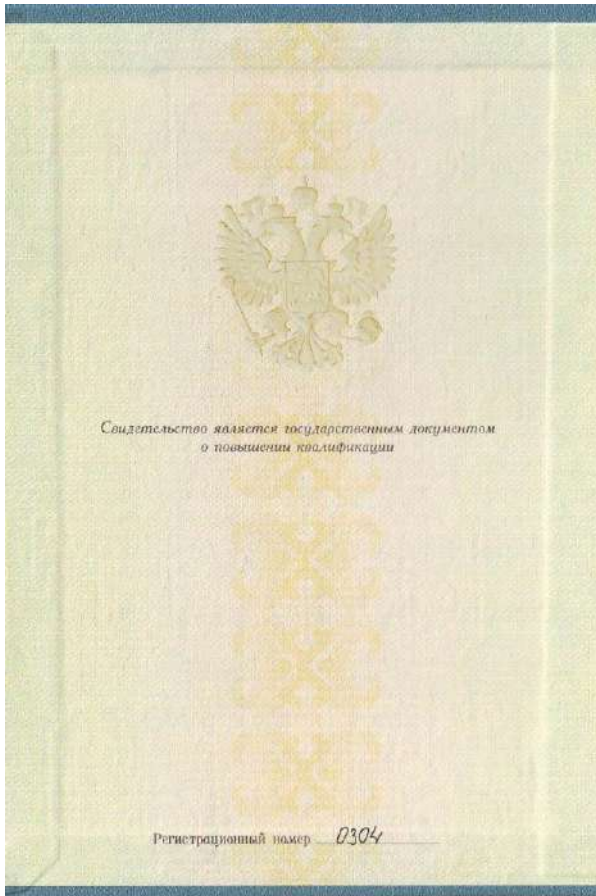 Свидетельство является государственным документом
о повышении квалификации
Регистрационный номер 0304